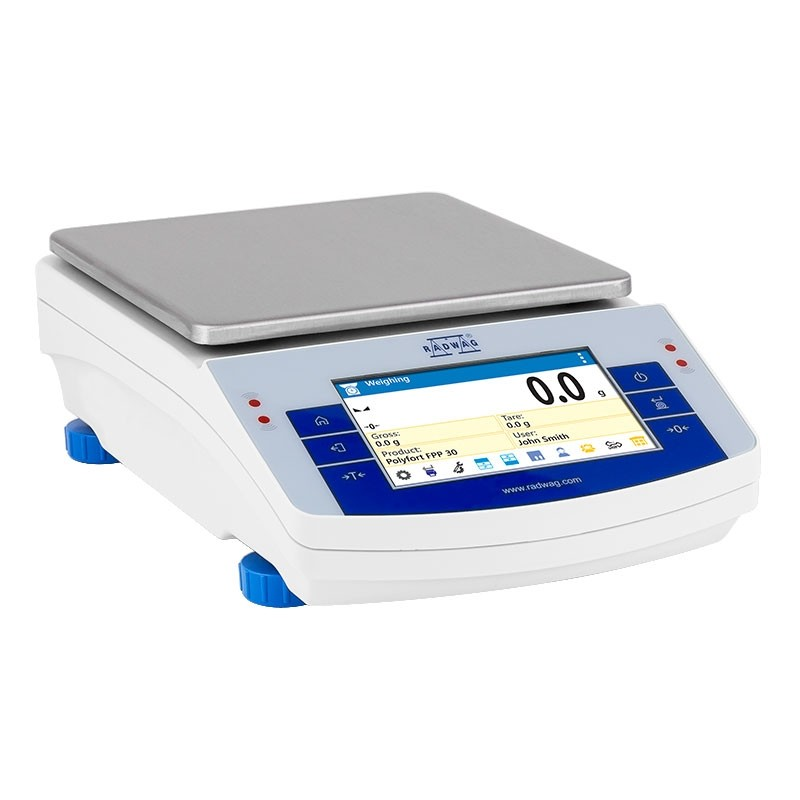 RADWAG®
Weighing
0.0 g
→0←
Gross:
0.0 g
Tare:
0.0 g
Product:
Polyfort FPP 30
User:
John Smith
→T←
→0←
www.radwag.com